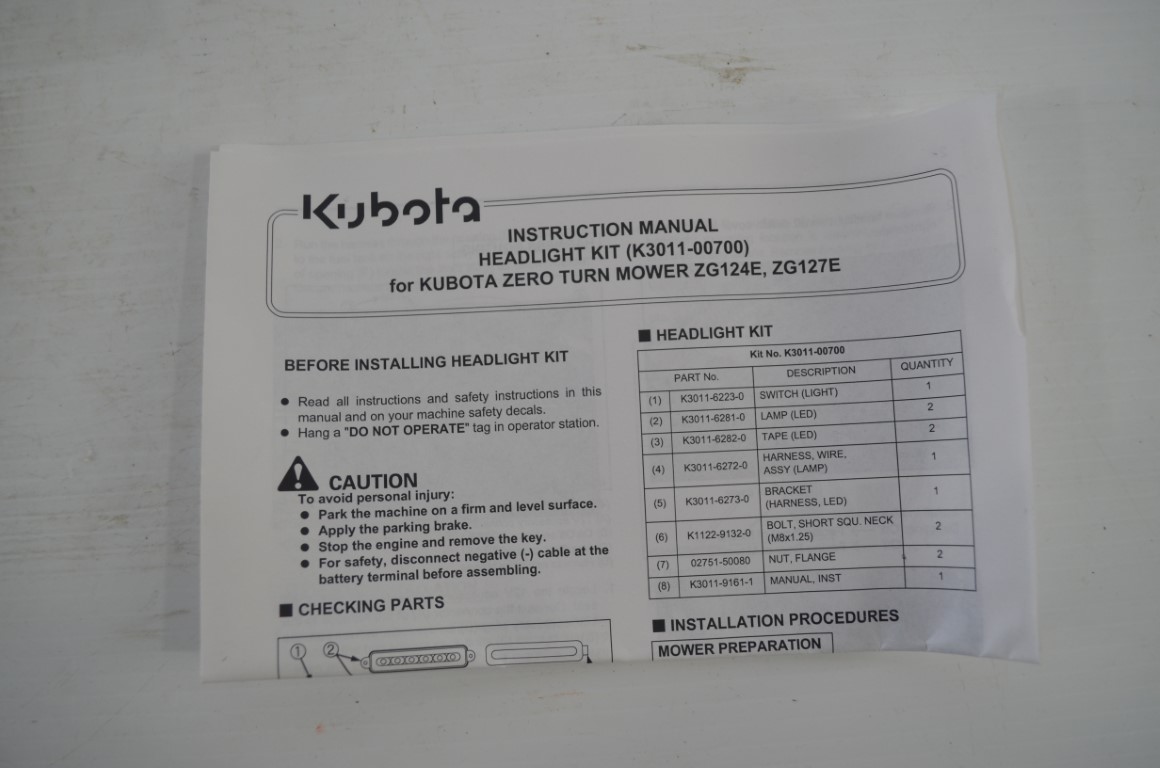 Kubota
INSTRUCTION MANUAL
HEADLIGHT KIT (K3011-00700)
for KUBOTA ZERO TURN MOWER ZG124E, ZG127E
BEFORE INSTALLING HEADLIGHT KIT
● Read all instructions and safety instructions in this
manual and on your machine safety decals.
● Hang a "DO NOT OPERATE" tag in operator station.
CAUTION
To avoid personal injury:
● Park the machine on a firm and level surface.
● Apply the parking brake.
● Stop the engine and remove the key.
● For safety, disconnect negative (-) cable at the
battery terminal before assembling.
■ CHECKING PARTS
① ②
■ HEADLIGHT KIT
Kit No. K3011-00700
PART No. DESCRIPTION QUANTITY
(1) K3011-6223-0 SWITCH (LIGHT) 1
(2) K3011-6281-0 LAMP (LED) 2
(3) K3011-6282-0 TAPE (LED) 2
(4) K3011-6272-0 HARNESS, WIRE, 1
ASSY (LAMP)
(5) K3011-6273-0 BRACKET 1
(HARNESS, LED)
(6) K1122-9132-0 BOLT, SHORT SQU. NECK 2
(M8x1.25)
(7) 02751-50080 NUT, FLANGE 2
(8) K3011-9161-1 MANUAL, INST 1
■ INSTALLATION PROCEDURES
MOWER PREPARATION